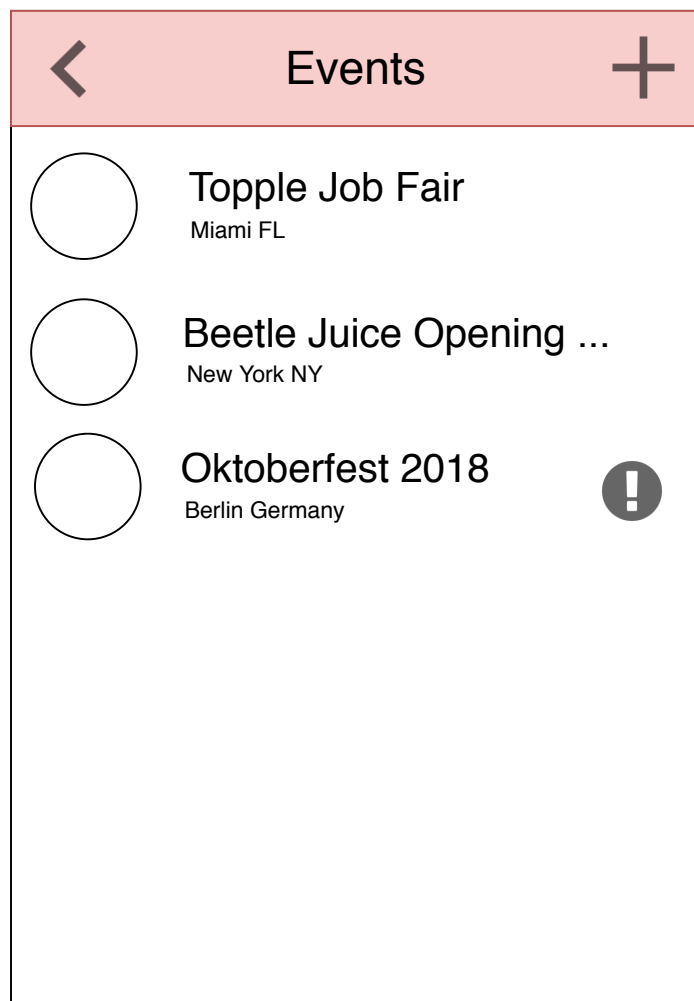 Events
Topple Job Fair
Miami FL
Beetle Juice Opening ...
New York NY
Oktoberfest 2018
Berlin Germany